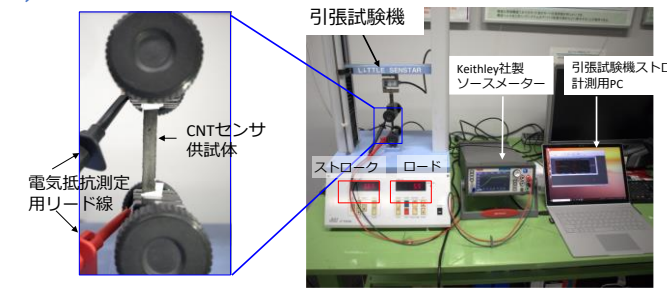 引張試験機
LITTLE SENSTAR
Keithley社製
ソースメーター
引張試験機ストロ
計測用PC
CNTセンサ
供試体
電気抵抗測定
用リード線
ストローク
ロード